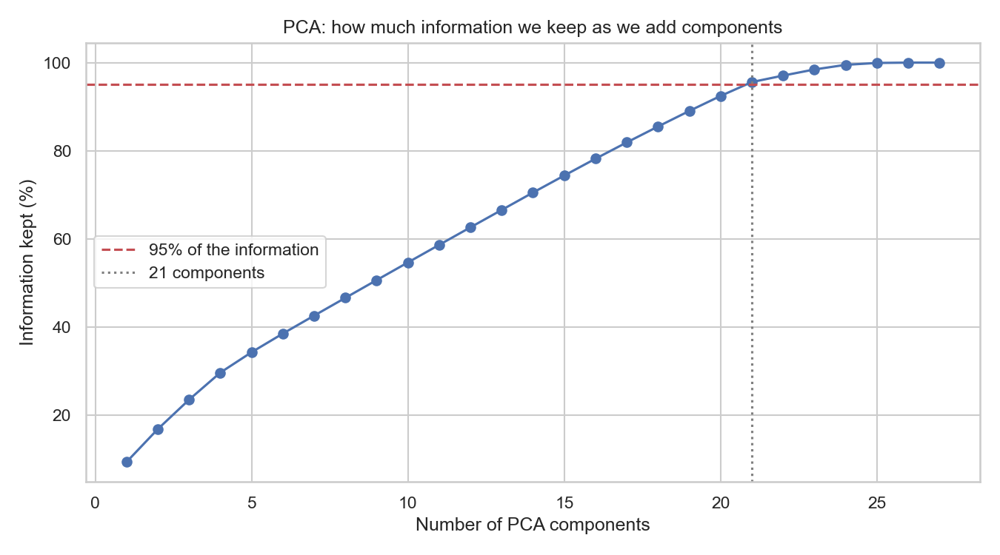 PCA: how much information we keep as we add components
100
80
60
40
20
Information kept (%)
95% of the information
21 components
0
5
10
15
20
25
Number of PCA components